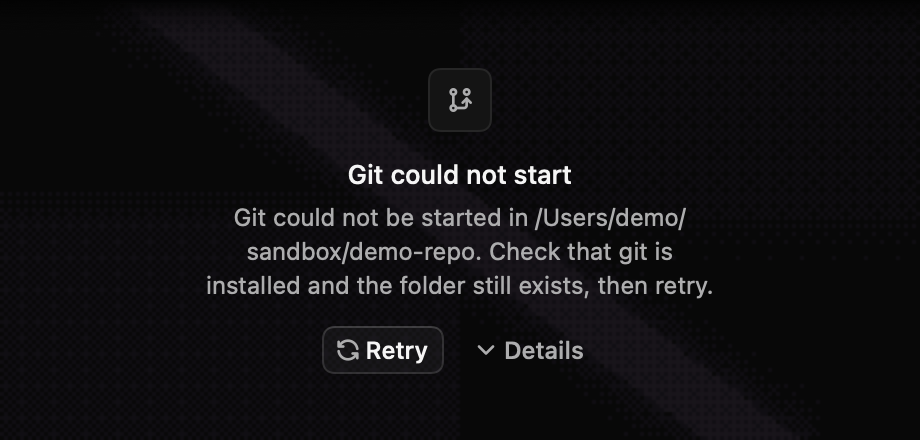 Git could not start
Git could not be started in /Users/demo/
sandbox/demo-repo. Check that git is
installed and the folder still exists, then retry.
Retry
Details